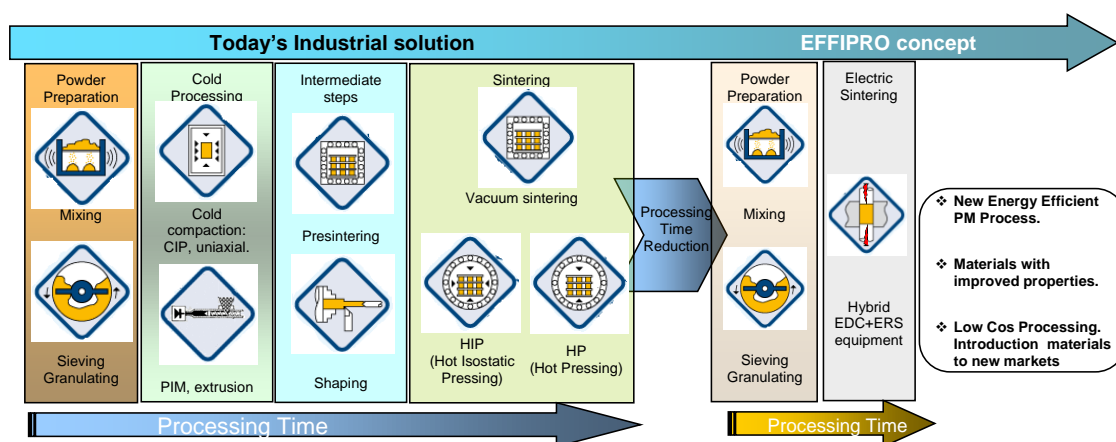 Today's Industrial solution
EFFIPRO concept
Powder
Preparation
Mixing
Sieving
Granulating
Cold
Processing
Cold
compaction:
CIP, uniaxial.
PIM, extrusion
Intermediate
steps
Presintering
Shaping
Sintering
Vacuum sintering
HIP
(Hot Isostatic
Pressing)
HP
(Hot Pressing)
Processing
Time
Reduction
Powder
Preparation
Mixing
Sieving
Granulating
Electric
Sintering
Hybrid
EDC+ERS
equipment
❖ New Energy Efficient
PM Process.
❖ Materials with
improved properties.
❖ Low Cos Processing.
Introduction materials
to new markets
Processing Time
Processing Time